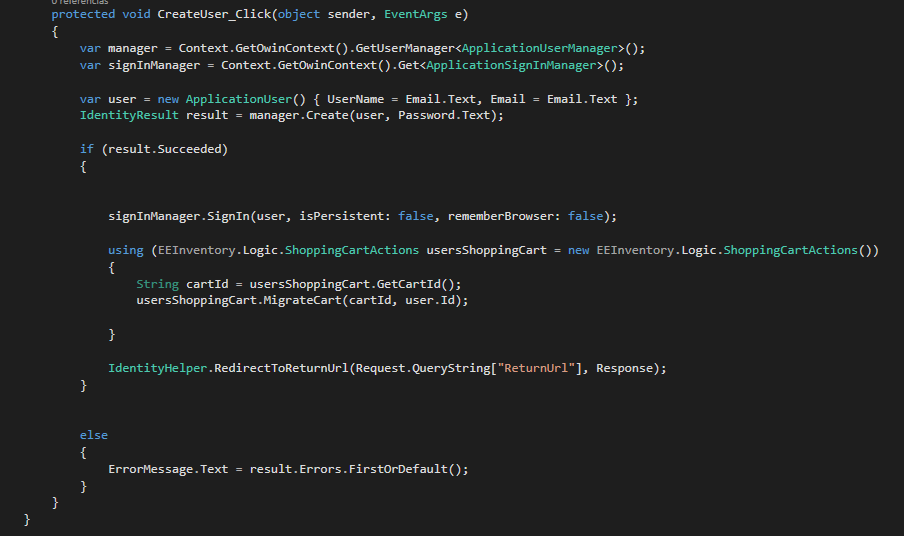 0 referencias
protected void CreateUser_Click(object sender, EventArgs e)
{
var manager = Context.GetOwinContext().GetUserManager<ApplicationUserManager>();
var signInManager = Context.GetOwinContext().Get<ApplicationSignInManager>();
var user = new ApplicationUser() { UserName = Email.Text, Email = Email.Text };
IdentityResult result = manager.Create(user, Password.Text);
if (result.Succeeded)
{
signInManager.SignIn(user, isPersistent: false, rememberBrowser: false);
using (EEInventory.Logic.ShoppingCartActions usersShoppingCart = new EEInventory.Logic.ShoppingCartActions())
{
String cartId = usersShoppingCart.GetCartId();
usersShoppingCart.MigrateCart(cartId, user.Id);
}
IdentityHelper.RedirectToReturnUrl(Request.QueryString["ReturnUrl"], Response);
}
else
{
ErrorMessage.Text = result.Errors.FirstOrDefault();
}
}
}